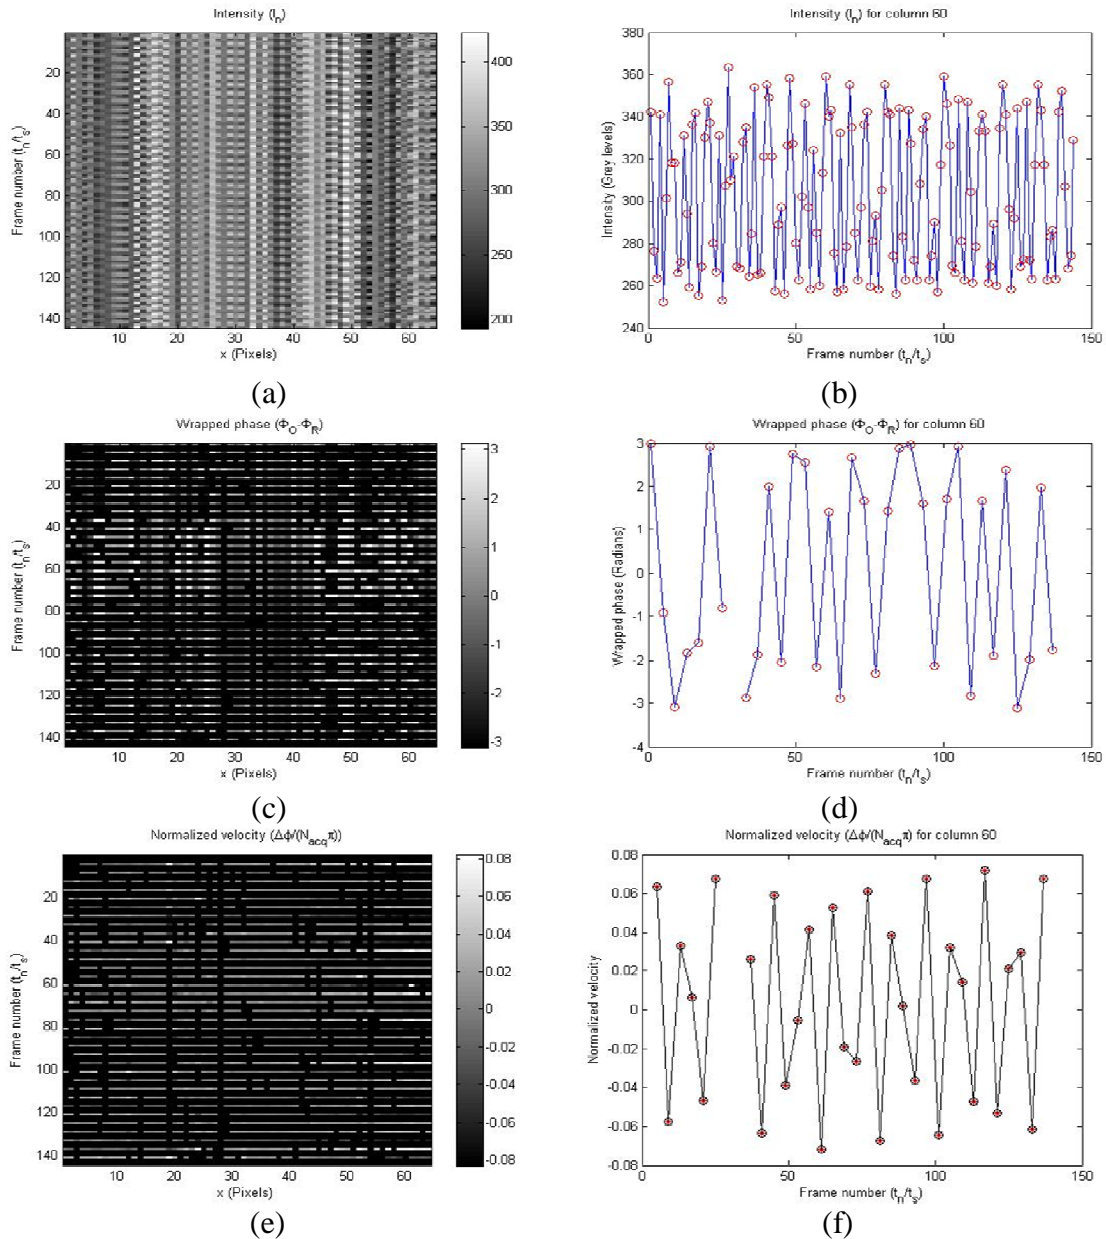 Intensity (I_n)
20
40
60
80
100
120
140
Frame number (t_n/t_s)
10 20 30 40 50 60
x (Pixels)
400
300
200
(a)
Intensity (I_n) for column 60
380
360
340
320
300
280
260
240
Intensity (Grey levels)
0 50 100 150
Frame number (t_n/t_s)
(b)
Wrapped phase (Φ_O-Φ_R)
20
40
60
80
100
120
140
Frame number (t_n/t_s)
10 20 30 40 50 60
x (Pixels)
3
2
1
0
-1
-2
-3
(c)
Wrapped phase (Φ_O-Φ_R) for column 60
3
2
1
0
-1
-2
-3
-4
Wrapped phase (Radians)
0 50 100 150
Frame number (t_n/t_s)
(d)
Normalized velocity (Δϕ/(N_acqπ))
20
40
60
80
100
120
140
Frame number (t_n/t_s)
10 20 30 40 50 60
x (Pixels)
0.08
0.06
0.04
0.02
0
-0.02
-0.04
-0.06
-0.08
(e)
Normalized velocity (Δϕ/(N_acqπ)) for column 60
0.08
0.06
0.04
0.02
0
-0.02
-0.04
-0.06
-0.08
Normalized velocity
0 50 100 150
Frame number (t_n/t_s)
(f)